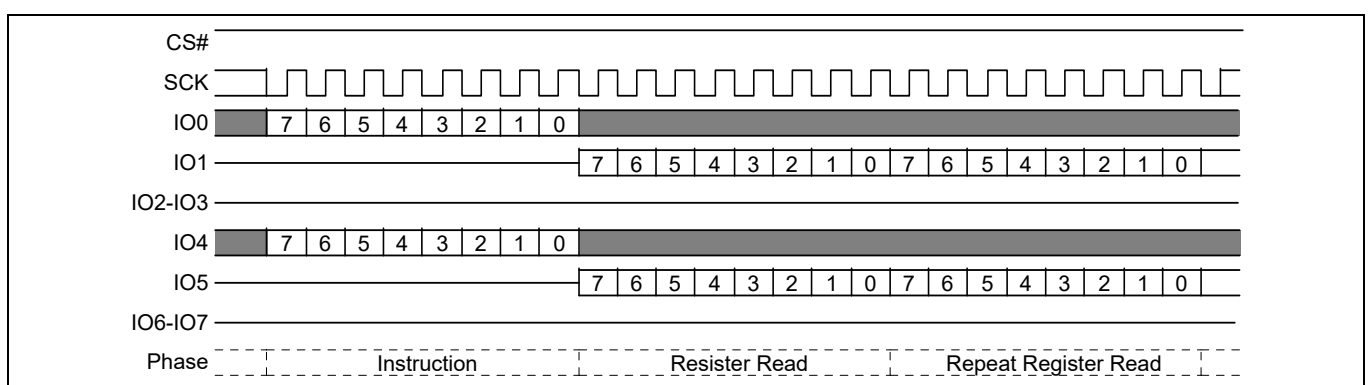 CS#
SCK
IO0 7 6 5 4 3 2 1 0
IO1 7 6 5 4 3 2 1 0 7 6 5 4 3 2 1 0
IO2-IO3
IO4 7 6 5 4 3 2 1 0
IO5 7 6 5 4 3 2 1 0 7 6 5 4 3 2 1 0
IO6-IO7
Phase Instruction Resister Read Repeat Register Read